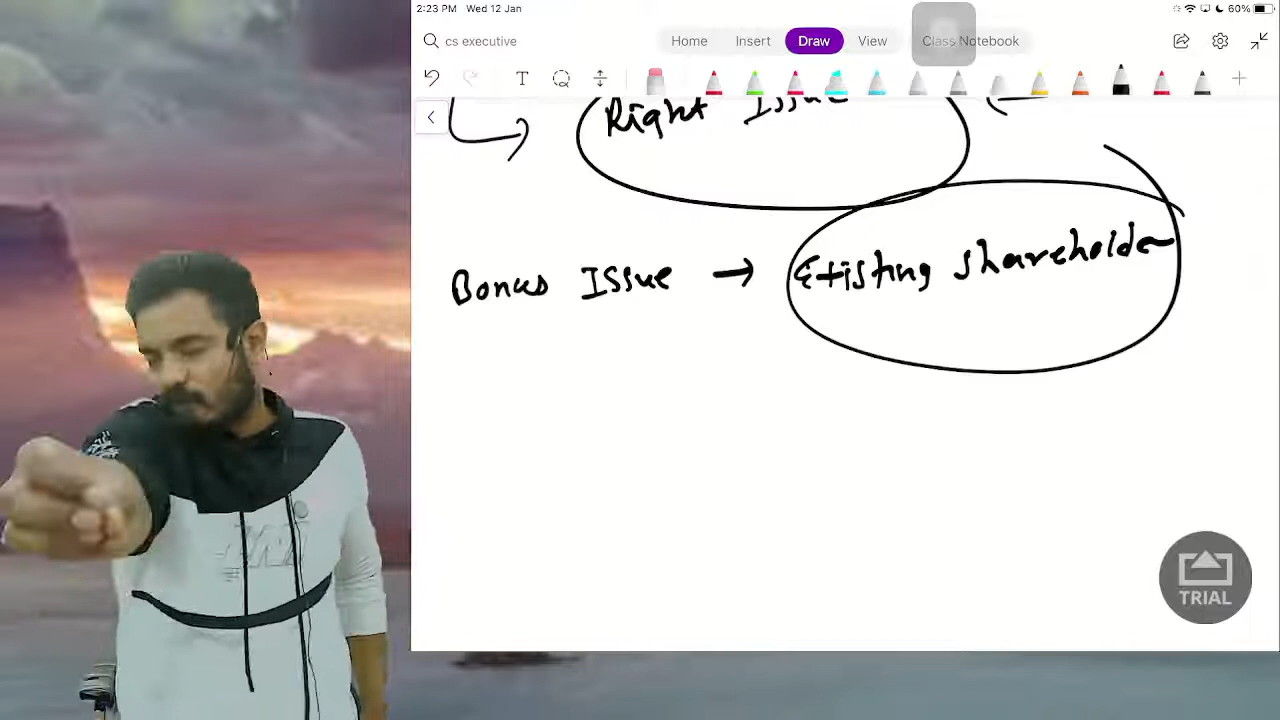 2:23 PM Wed 12 Jan
60%
cs executive
Home Insert Draw View Class Notebook
T
Right Issue
Bonus Issue → Existing shareholder
TRIAL